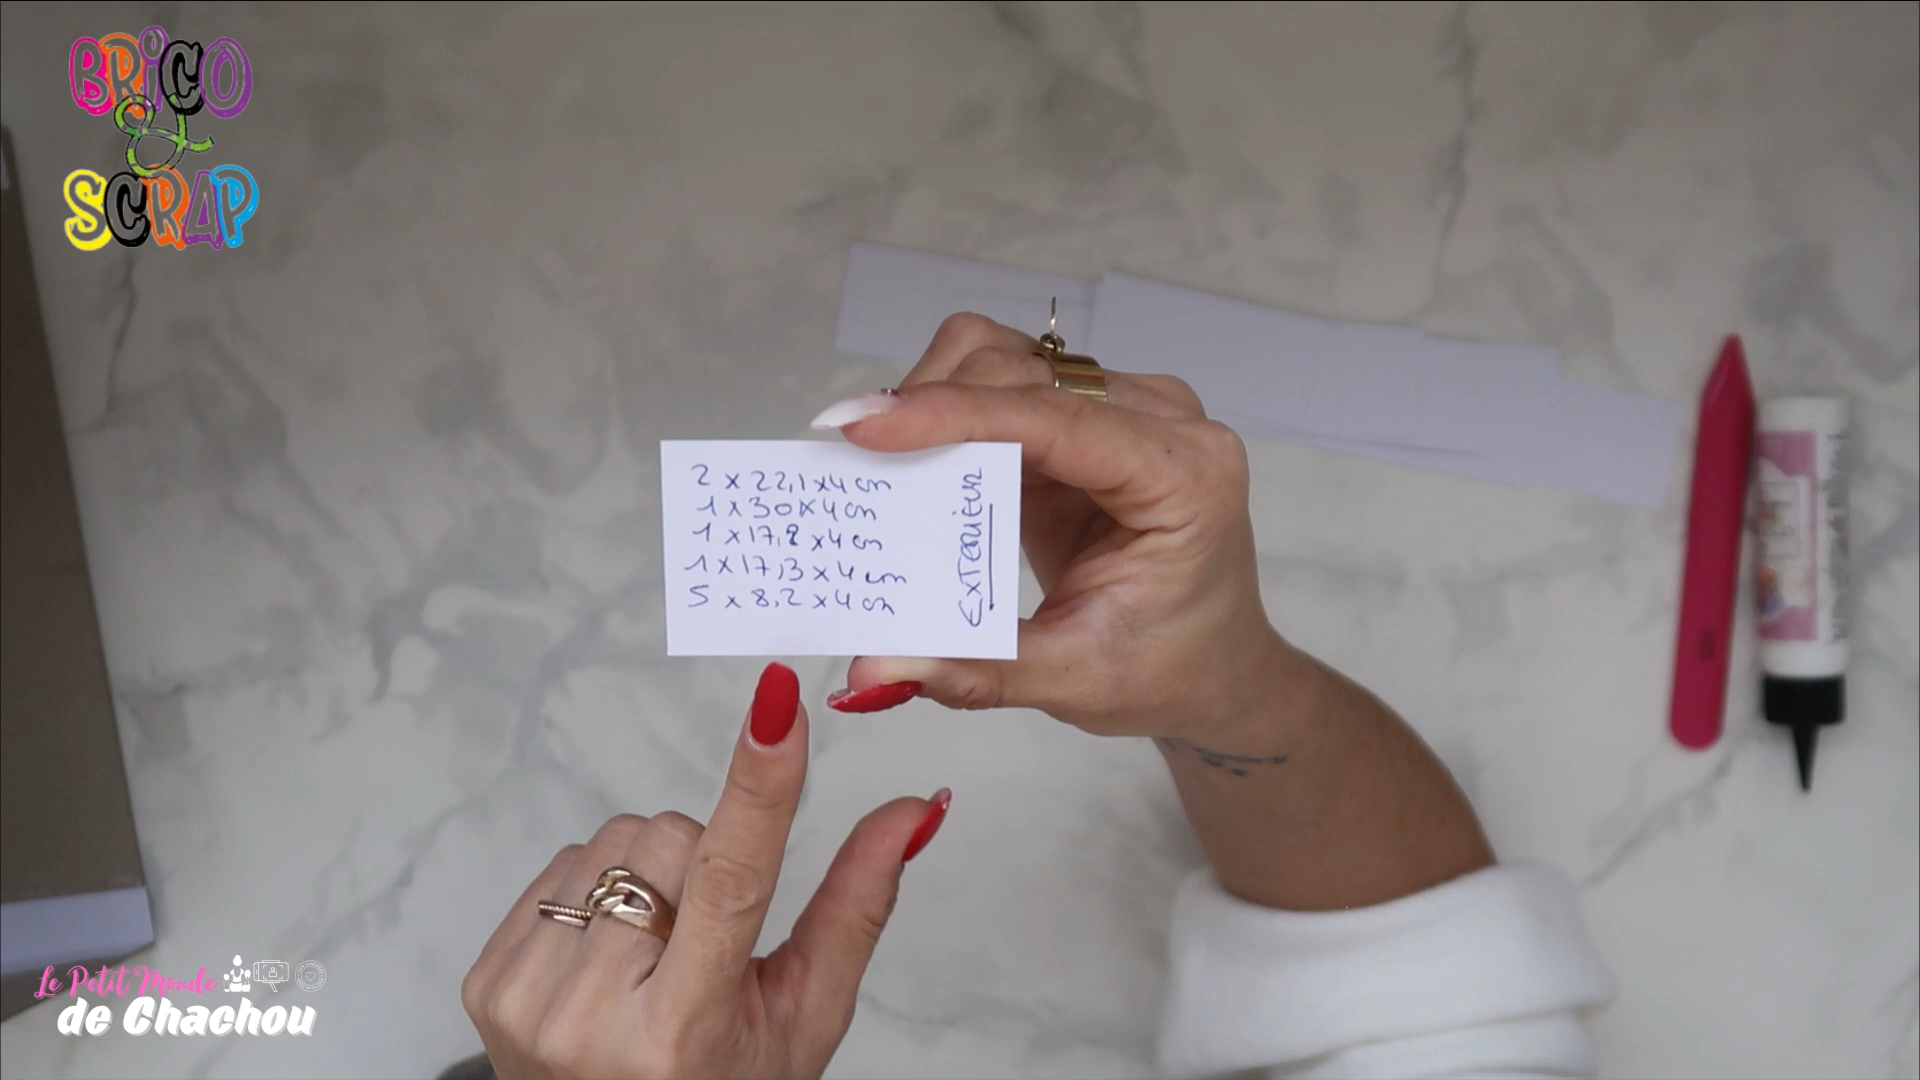 BRICO
&
SCRAP
2 x 22,1 x 4 cm
1 x 30 x 4 cm
1 x 17,8 x 4 cm
1 x 17,3 x 4 cm
5 x 8,2 x 4 cm
EXTERIEUR
Le Petit Monde
de Chachou